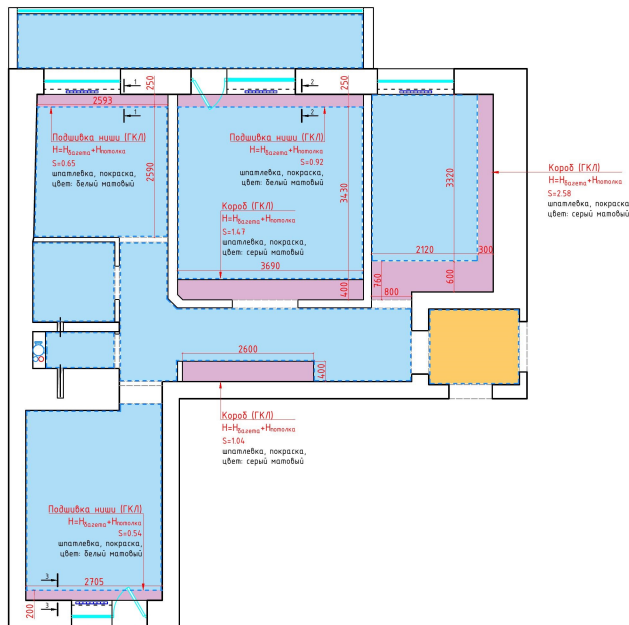 1
2
250
250
2593
1
2
Подшивка ниши (ГКЛ)
H=Hбагета+Hпотолка
S=0.65
шпатлевка, покраска,
цвет: белый матовый
2590
Подшивка ниши (ГКЛ)
H=Hбагета+Hпотолка
S=0.92
шпатлевка, покраска,
цвет: белый матовый
3430
3320
Короб (ГКЛ)
H=Hбагета+Hпотолка
S=2.58
шпатлевка, покраска
цвет: серый матовый
Короб (ГКЛ)
H=Hбагета+Hпотолка
S=1.47
шпатлевка, покраска,
цвет: серый матовый
3690
400
2120
300
760
600
800
2600
400
Короб (ГКЛ)
H=Hбагета+Hпотолка
S=1.04
шпатлевка, покраска,
цвет: серый матовый
Подшивка ниши (ГКЛ)
H=Hбагета+Hпотолка
S=0.54
шпатлевка, покраска,
цвет: белый матовый
3
2705
200
3